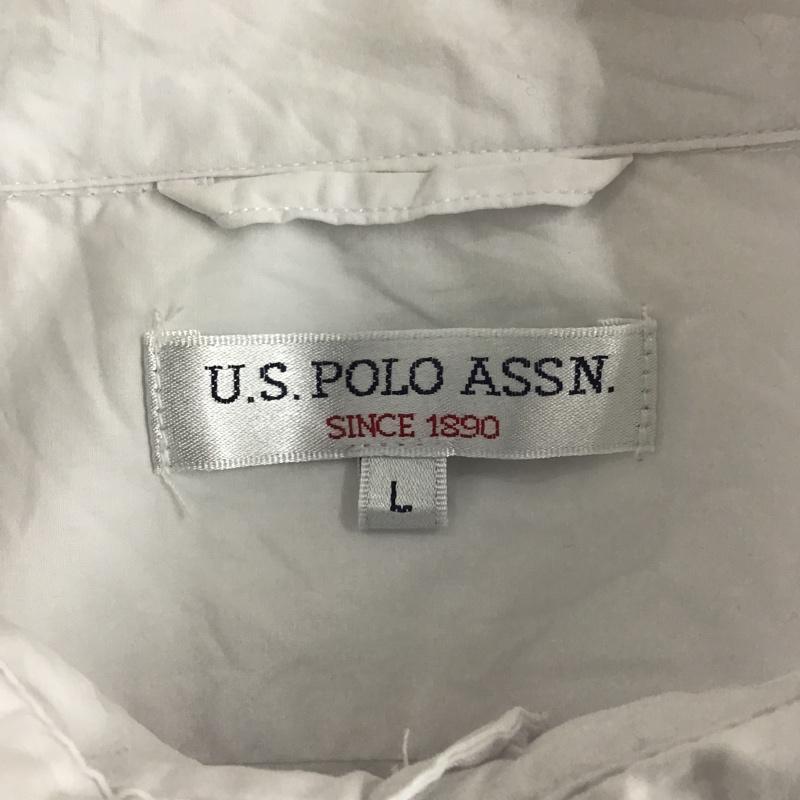 U.S. POLO ASSN.
SINCE 1890
L